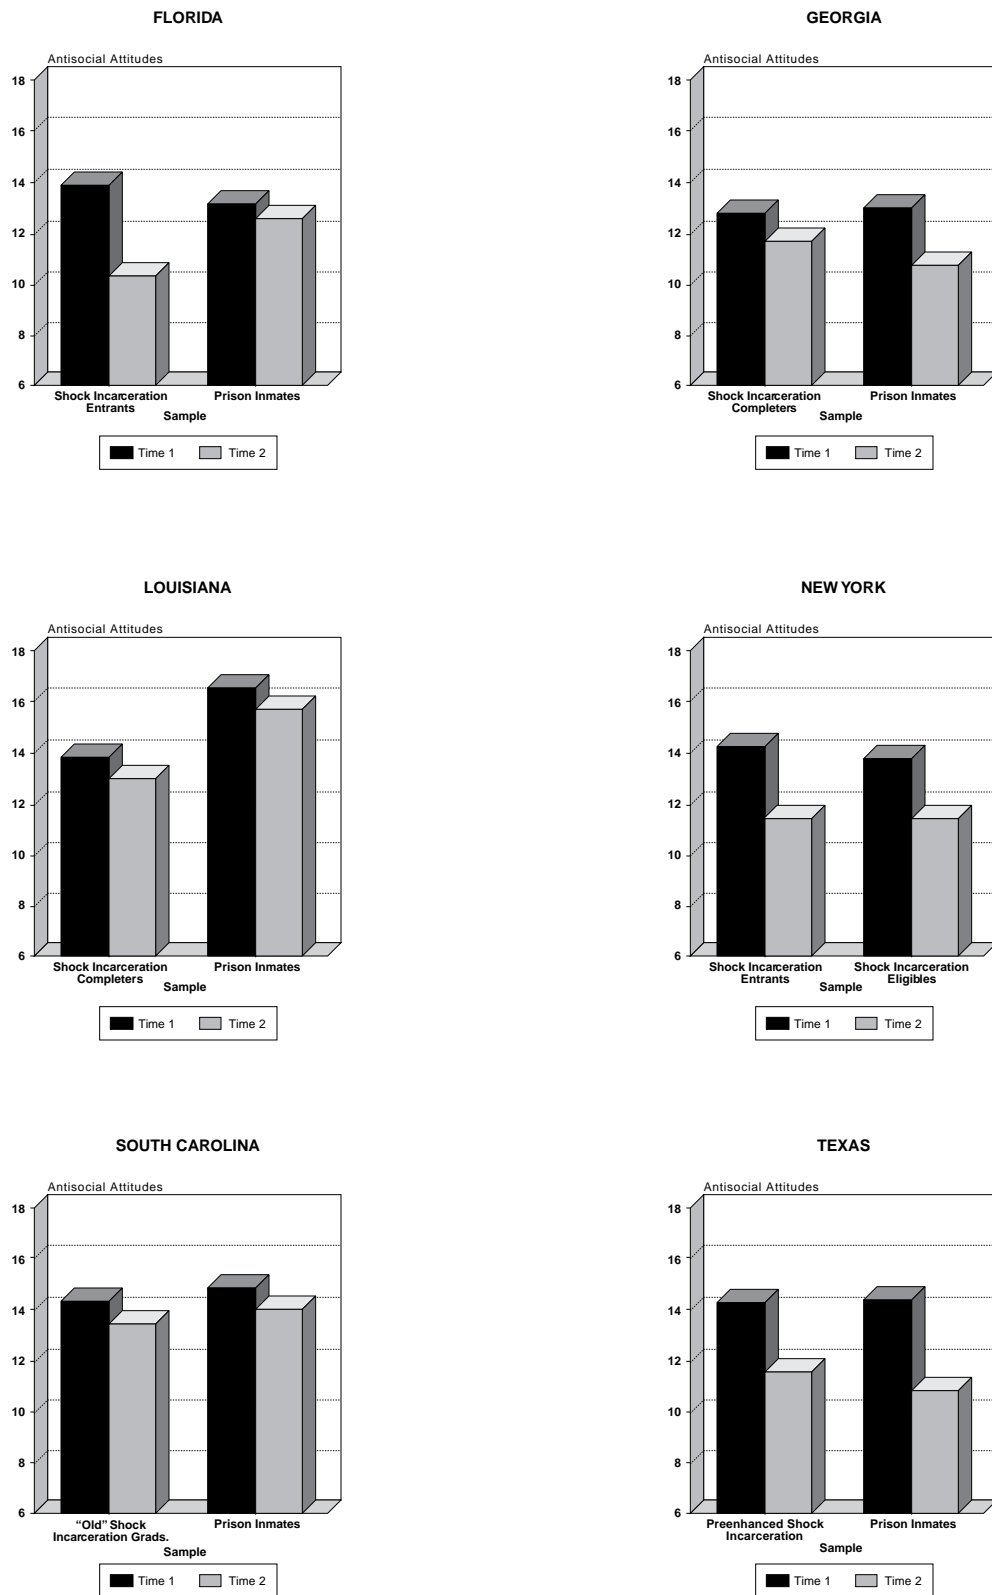 FLORIDA
Antisocial Attitudes
18
16
14
12
10
8
6
Shock Incarceration
Entrants
Prison Inmates
Sample
Time 1
Time 2
GEORGIA
Antisocial Attitudes
18
16
14
12
10
8
6
Shock Incarceration
Completers
Prison Inmates
Sample
Time 1
Time 2
LOUISIANA
Antisocial Attitudes
18
16
14
12
10
8
6
Shock Incarceration
Completers
Prison Inmates
Sample
Time 1
Time 2
NEW YORK
Antisocial Attitudes
18
16
14
12
10
8
6
Shock Incarceration
Entrants
Shock Incarceration
Eligibles
Sample
Time 1
Time 2
SOUTH CAROLINA
Antisocial Attitudes
18
16
14
12
10
8
6
“Old” Shock
Incarceration Grads.
Prison Inmates
Sample
Time 1
Time 2
TEXAS
Antisocial Attitudes
18
16
14
12
10
8
6
Preenhanced Shock
Incarceration
Prison Inmates
Sample
Time 1
Time 2